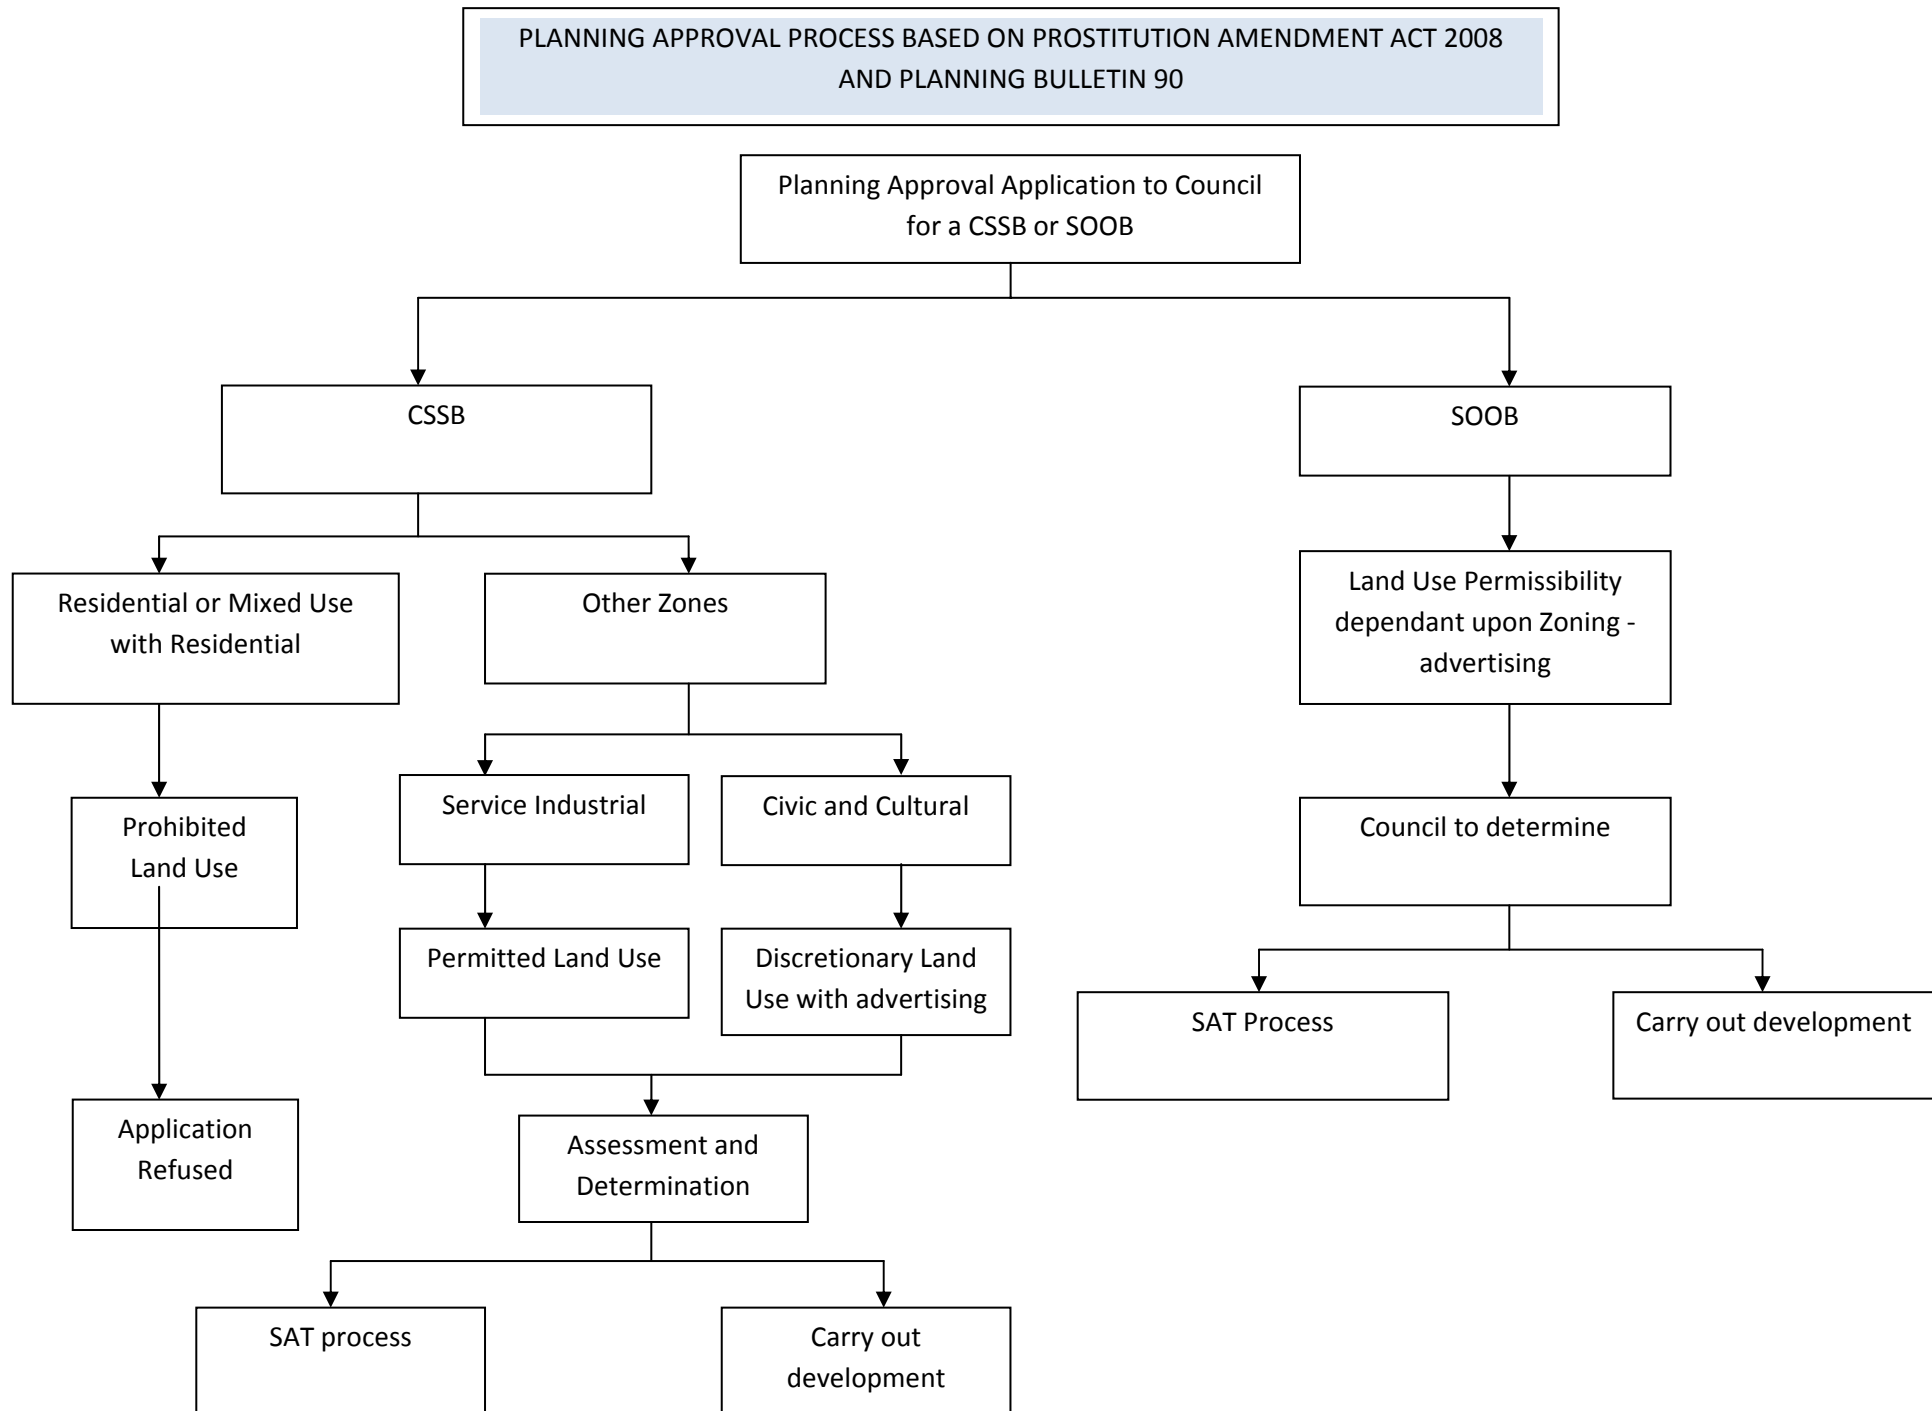 PLANNING APPROVAL PROCESS BASED ON PROSTITUTION AMENDMENT ACT 2008
AND PLANNING BULLETIN 90
Planning Approval Application to Council
for a CSSB or SOOB
CSSB
SOOB
Residential or Mixed Use
with Residential
Other Zones
Land Use Permissibility
dependant upon Zoning -
advertising
Service Industrial
Civic and Cultural
Prohibited
Land Use
Council to determine
Permitted Land Use
Discretionary Land
Use with advertising
SAT Process
Carry out development
Application
Refused
Assessment and
Determination
SAT process
Carry out
development